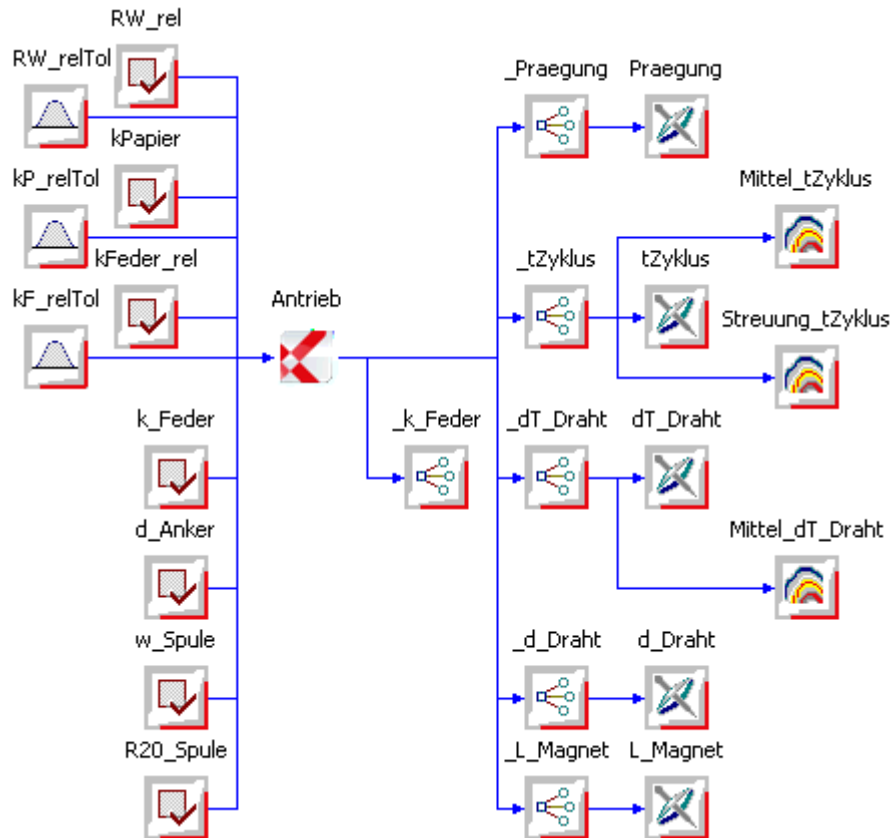 RW_rel
RW_relTol
_Praegung Praegung
kPapier
kP_relTol
Mittel_tZyklus
kFeder_rel
_tZyklus tZyklus
kF_relTol
Antrieb
Streuung_tZyklus
k_Feder
_k_Feder
_dT_Draht dT_Draht
d_Anker
Mittel_dT_Draht
w_Spule
_d_Draht d_Draht
R20_Spule
_L_Magnet L_Magnet